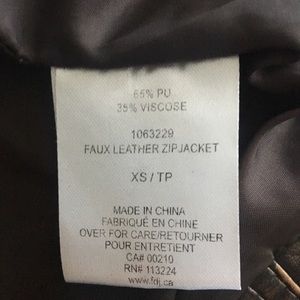 65% PU
35% VISCOSE
1063229
FAUX LEATHER ZIPJACKET
XS / TP
MADE IN CHINA
FABRIQUÉ EN CHINE
OVER FOR CARE/RETOURNER
POUR ENTRETIEN
CA# 00210
RN# 113224
www.fdj.ca